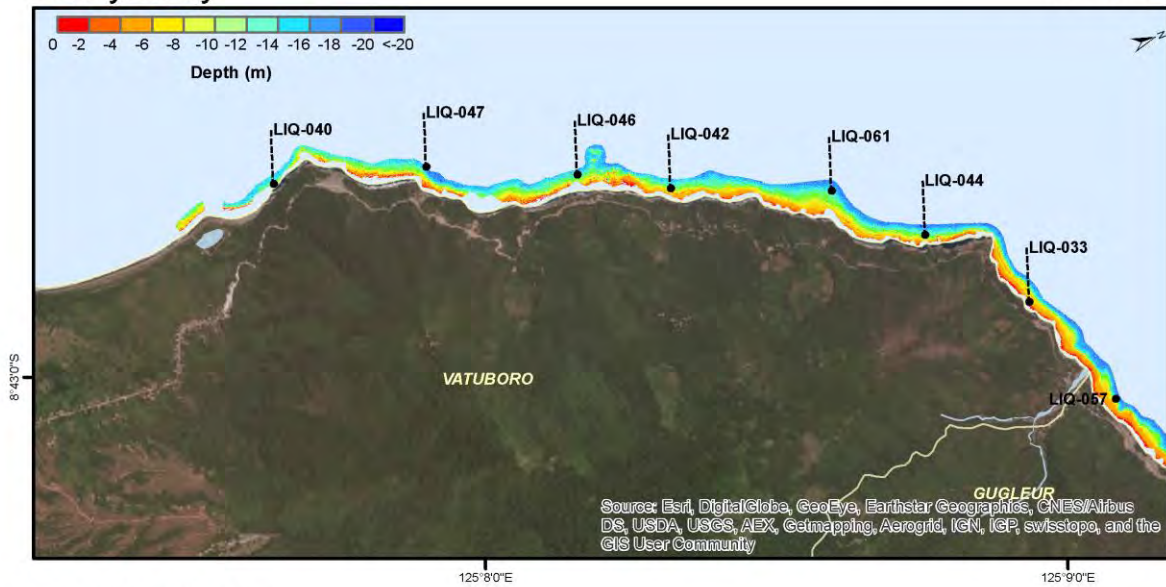 0 -2 -4 -6 -8 -10 -12 -14 -16 -18 -20 <-20
Depth (m)
N
LIQ-040
LIQ-047
LIQ-046
LIQ-042
LIQ-061
LIQ-044
LIQ-033
LIQ-057
8°43'0"S
VATUBORO
GUGLEUR
Source: Esri, DigitalGlobe, GeoEye, Earthstar Geographics, CNES/Airbus
DS, USDA, USGS, AEX, Getmapping, Aerogrid, IGN, IGP, swisstopo, and the
GIS User Community
125°8'0"E
125°9'0"E